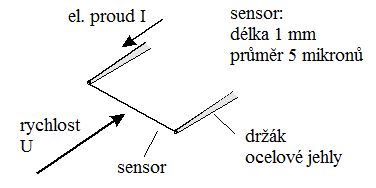 el. proud I
sensor:
délka 1 mm
průměr 5 mikronů
rychlost
U
sensor
držák
ocelové jehly